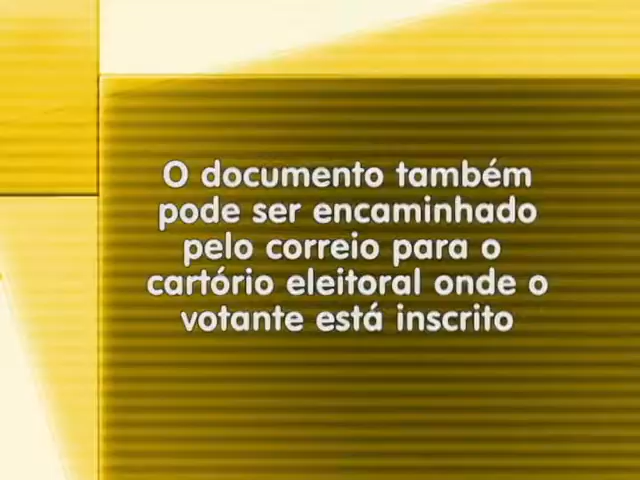 O documento também
pode ser encaminhado
pelo correio para o
cartório eleitoral onde o
votante está inscrito